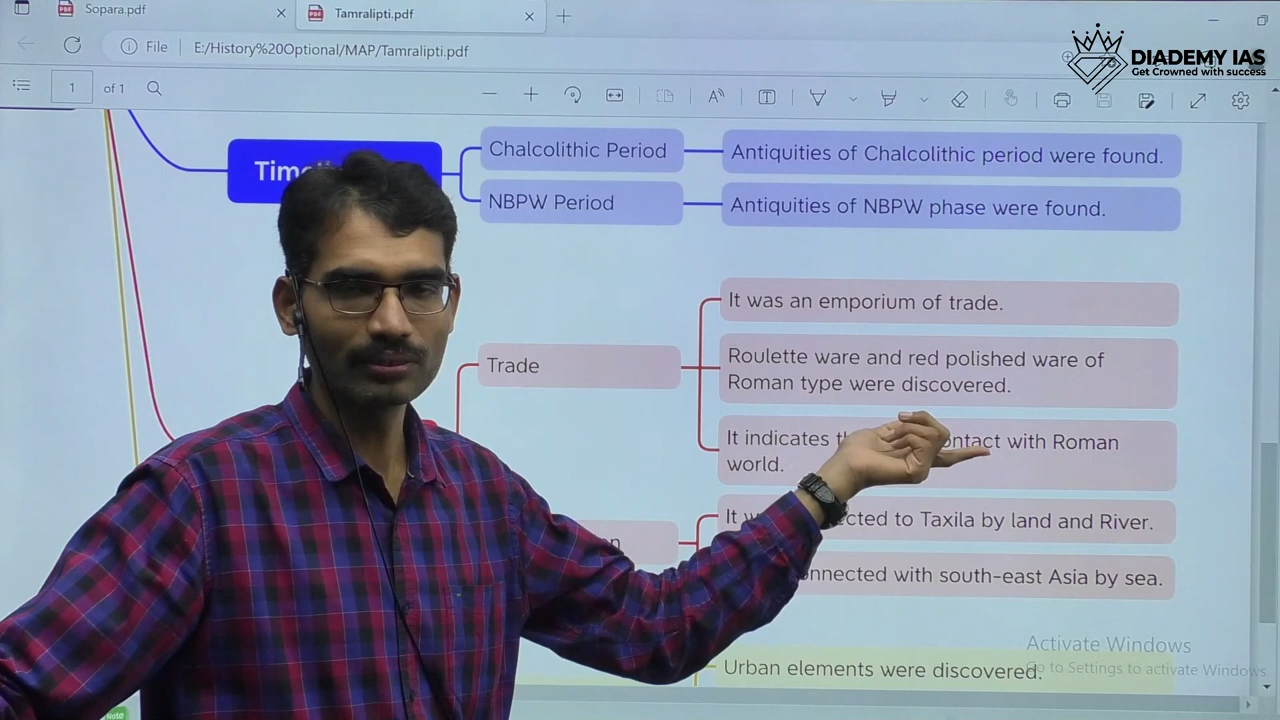 Sopara.pdf
Tamralipti.pdf
File
E:/History%20Optional/MAP/Tamralipti.pdf
DIADEMY IAS
Get Crowned with success
1
of 1
Chalcolithic Period
Antiquities of Chalcolithic period were found.
NBPW Period
Antiquities of NBPW phase were found.
It was an emporium of trade.
Trade
Roulette ware and red polished ware of
Roman type were discovered.
It indicates
with Roman
world.
It
to Taxila by land and River.
with south-east Asia by sea.
Urban elements were discovered.
Activate Windows
Go to Settings to activate Windows
Note